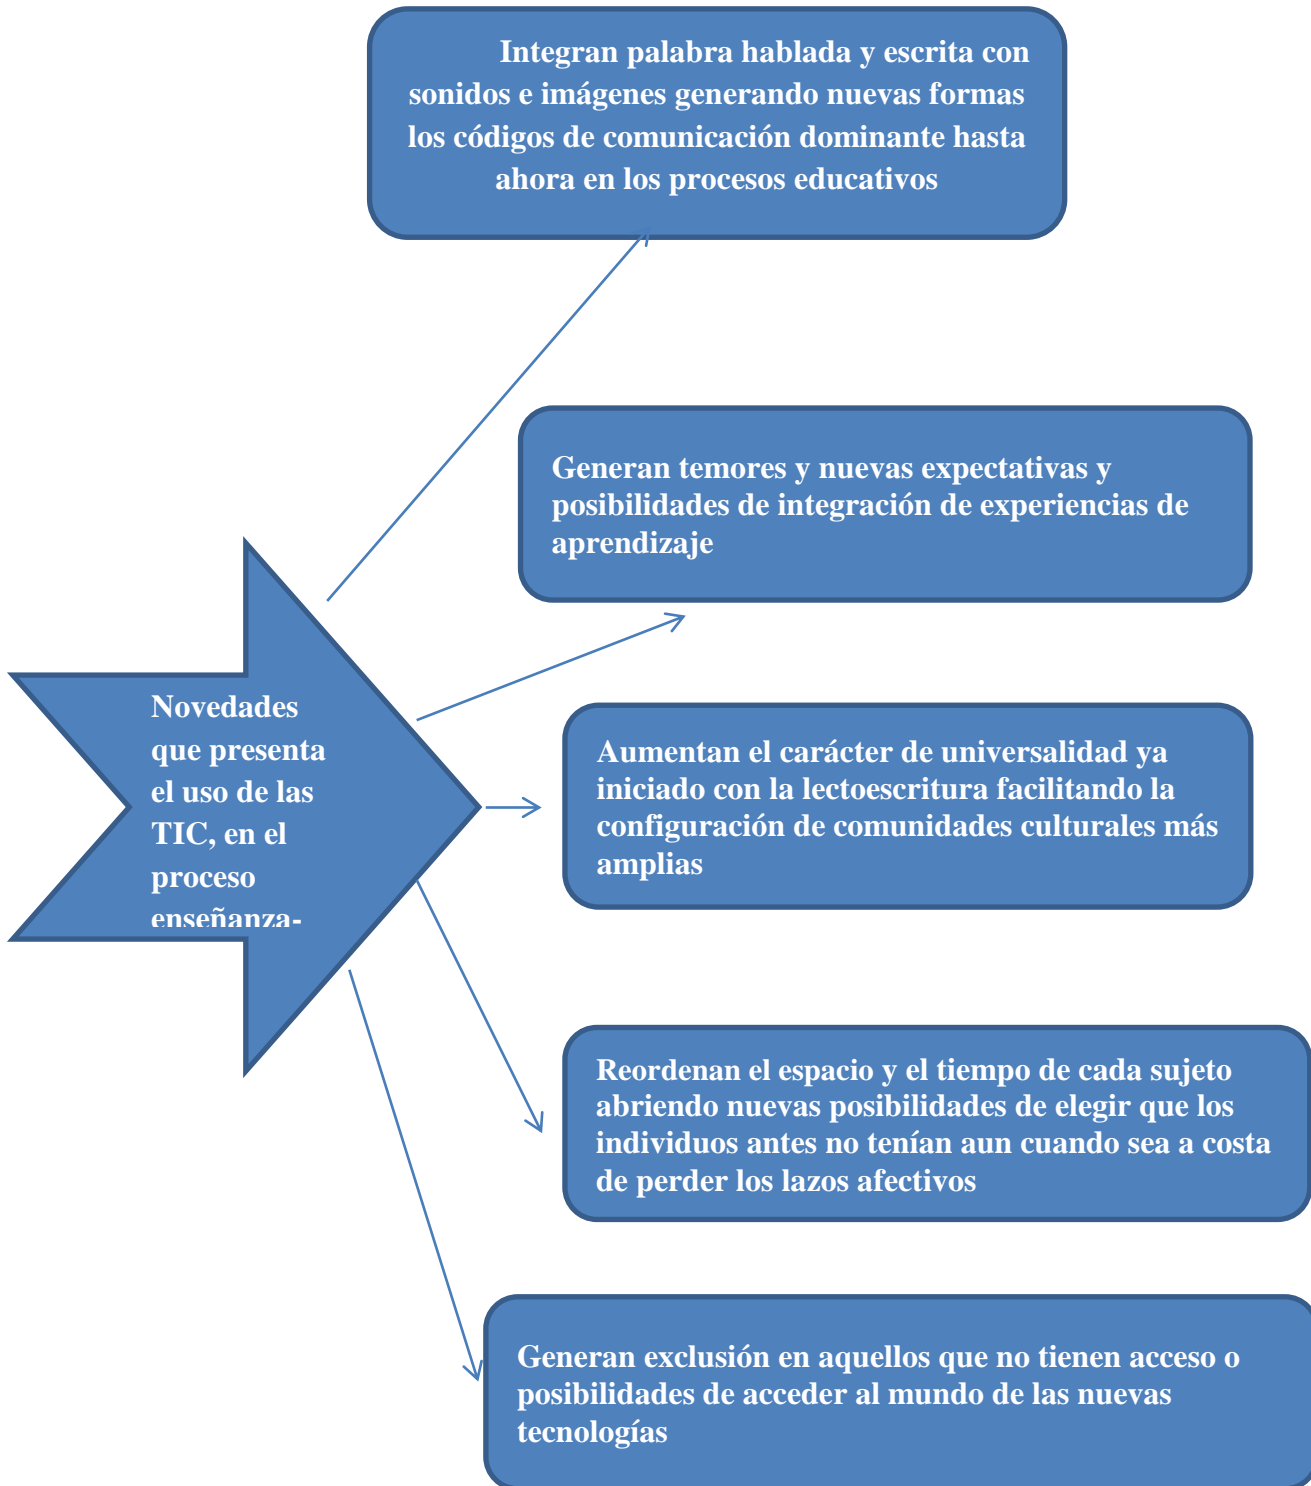 Integran palabra hablada y escrita con
sonidos e imágenes generando nuevas formas
los códigos de comunicación dominante hasta
ahora en los procesos educativos
Generan temores y nuevas expectativas y
posibilidades de integración de experiencias de
aprendizaje
Novedades
que presenta
el uso de las
TIC, en el
proceso
enseñanza-
Aumentan el carácter de universalidad ya
iniciado con la lectoescritura facilitando la
configuración de comunidades culturales más
amplias
Reordenan el espacio y el tiempo de cada sujeto
abriendo nuevas posibilidades de elegir que los
individuos antes no tenían aun cuando sea a costa
de perder los lazos afectivos
Generan exclusión en aquellos que no tienen acceso o
posibilidades de acceder al mundo de las nuevas
tecnologías